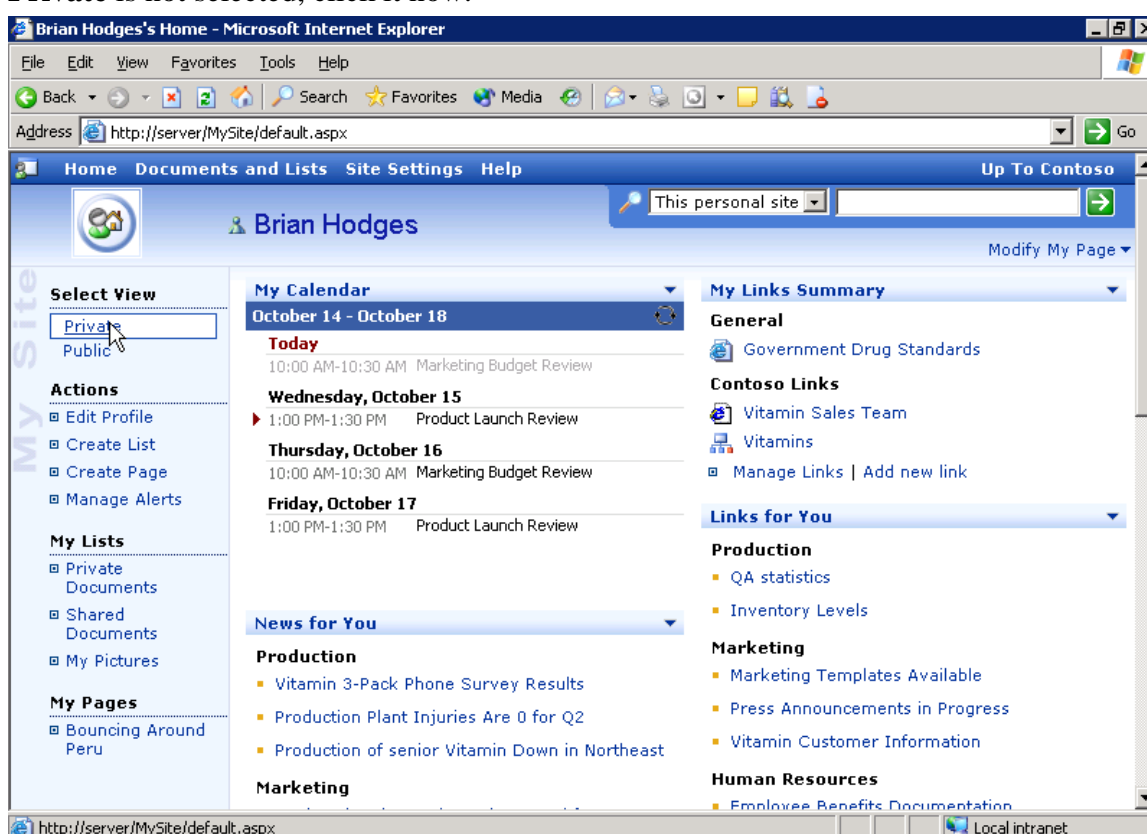 Brian Hodges's Home - Microsoft Internet Explorer
File Edit View Favorites Tools Help
Back Search Favorites Media
Address http://server/MySite/default.aspx Go
Home Documents and Lists Site Settings Help Up To Contoso
This personal site
Brian Hodges
Modify My Page
My Site
Select View
Private
Public
Actions
Edit Profile
Create List
Create Page
Manage Alerts
My Lists
Private
Documents
Shared
Documents
My Pictures
My Pages
Bouncing Around
Peru
My Calendar
October 14 - October 18
Today
10:00 AM-10:30 AM Marketing Budget Review
Wednesday, October 15
1:00 PM-1:30 PM Product Launch Review
Thursday, October 16
10:00 AM-10:30 AM Marketing Budget Review
Friday, October 17
1:00 PM-1:30 PM Product Launch Review
News for You
Production
Vitamin 3-Pack Phone Survey Results
Production Plant Injuries Are 0 for Q2
Production of senior Vitamin Down in Northeast
Marketing
My Links Summary
General
Government Drug Standards
Contoso Links
Vitamin Sales Team
Vitamins
Manage Links | Add new link
Links for You
Production
QA statistics
Inventory Levels
Marketing
Marketing Templates Available
Press Announcements in Progress
Vitamin Customer Information
Human Resources
Employee Benefits Documentation
http://server/MySite/default.aspx Local intranet